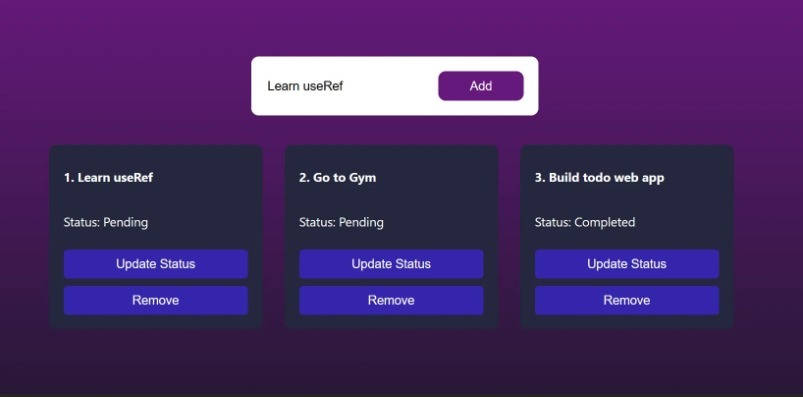 Learn useRef
Add
1. Learn useRef
Status: Pending
Update Status
Remove
2. Go to Gym
Status: Pending
Update Status
Remove
3. Build todo web app
Status: Completed
Update Status
Remove